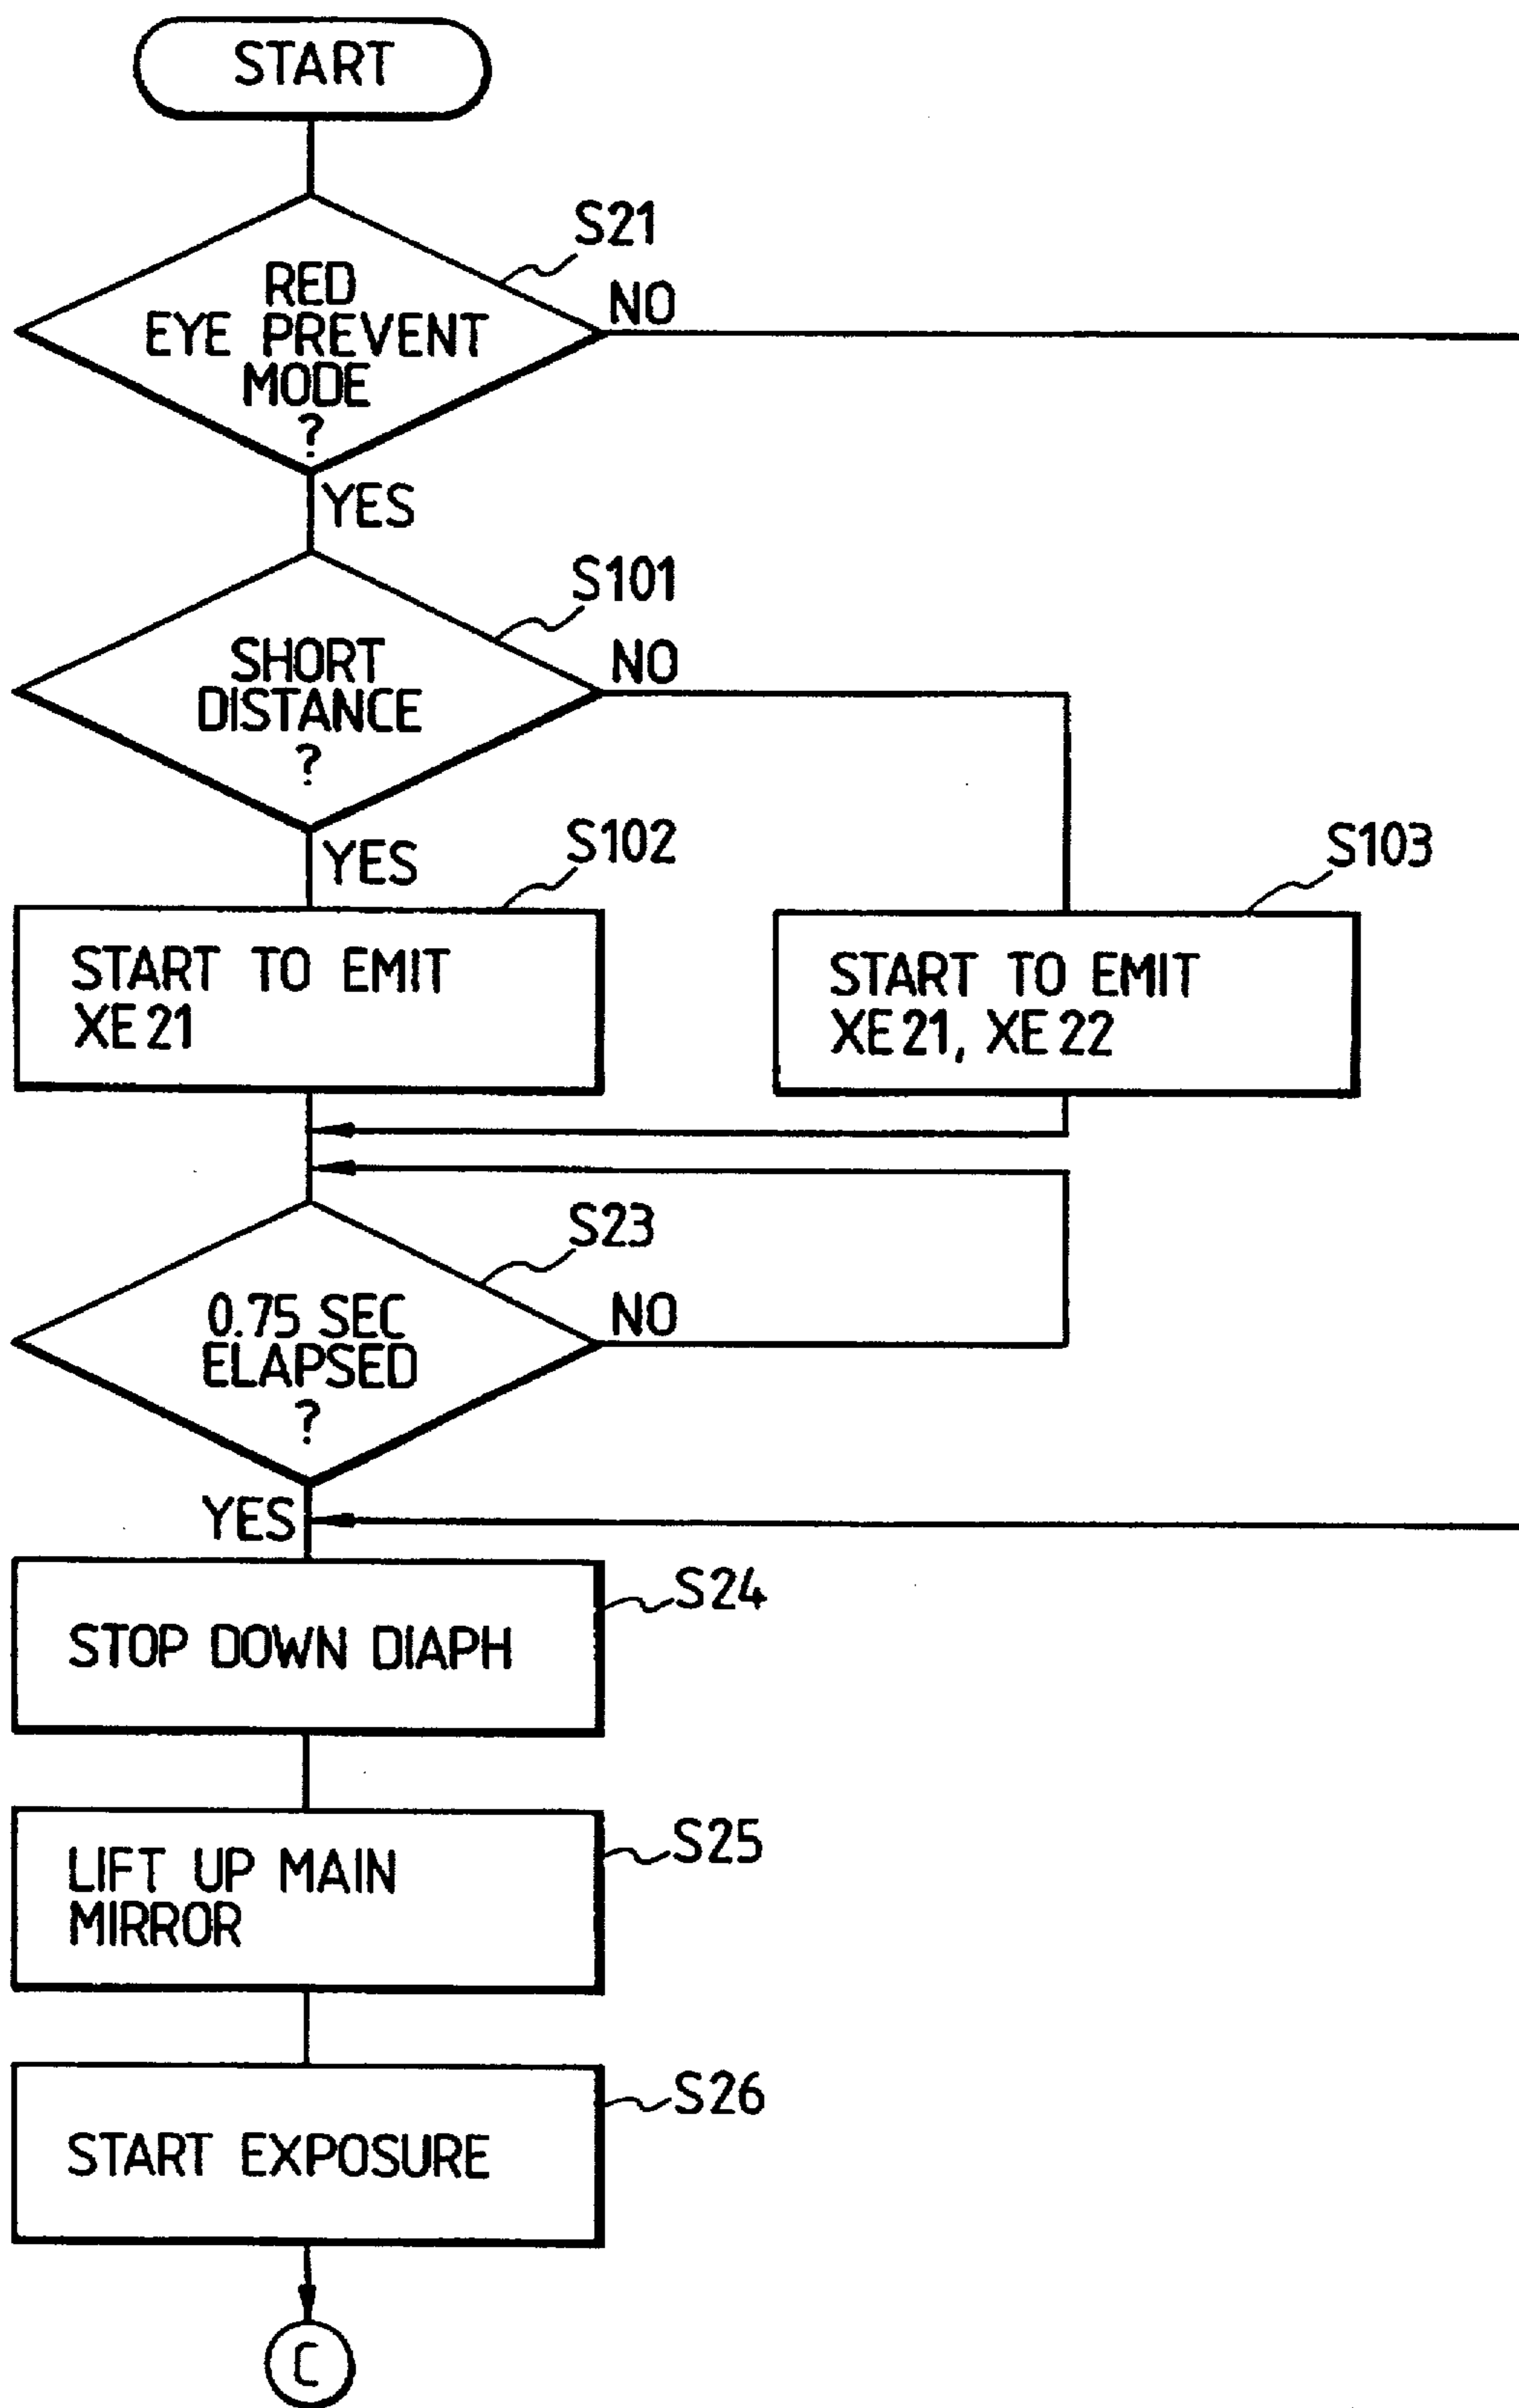 START
S21
RED
EYE PREVENT
MODE
?
NO
YES
S101
SHORT
DISTANCE
?
NO
YES
S102
START TO EMIT
XE21
S103
START TO EMIT
XE21, XE22
S23
0.75 SEC
ELAPSED
?
NO
YES
S24
STOP DOWN DIAPH
S25
LIFT UP MAIN
MIRROR
S26
START EXPOSURE
C